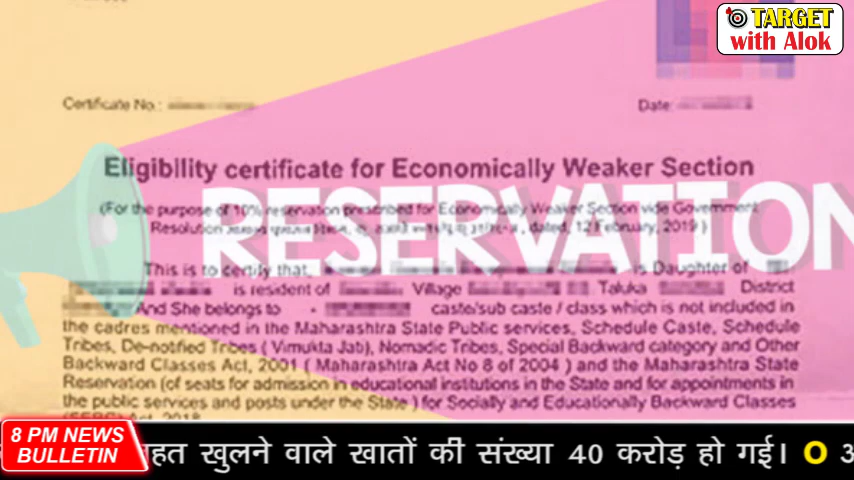 TARGET
with Alok
Certificate No.:
Date:
Eligibility certificate for Economically Weaker Section
RESERVATION
(For the purpose of 10% reservation prescribed for Economically Weaker Section vide Government
Resolution , dated, 12 February, 2019)
This is to certify that, is Daughter of
is resident of Village Taluka District
And She belongs to - caste/sub caste / class which is not included in
the cadres mentioned in the Maharashtra State Public services, Schedule Caste, Schedule
Tribes, De-notified Tribes ( Vimukta Jati), Nomadic Tribes, Special Backward category and Other
Backward Classes Act, 2001 ( Maharashtra Act No 8 of 2004 ) and the Maharashtra State
Reservation (of seats for admission in educational institutions in the State and for appointments in
the public services and posts under the State ) for Socially and Educationally Backward Classes
8 PM NEWS
BULLETIN
खुलने वाले खातों की संख्या 40 करोड़ हो गई।